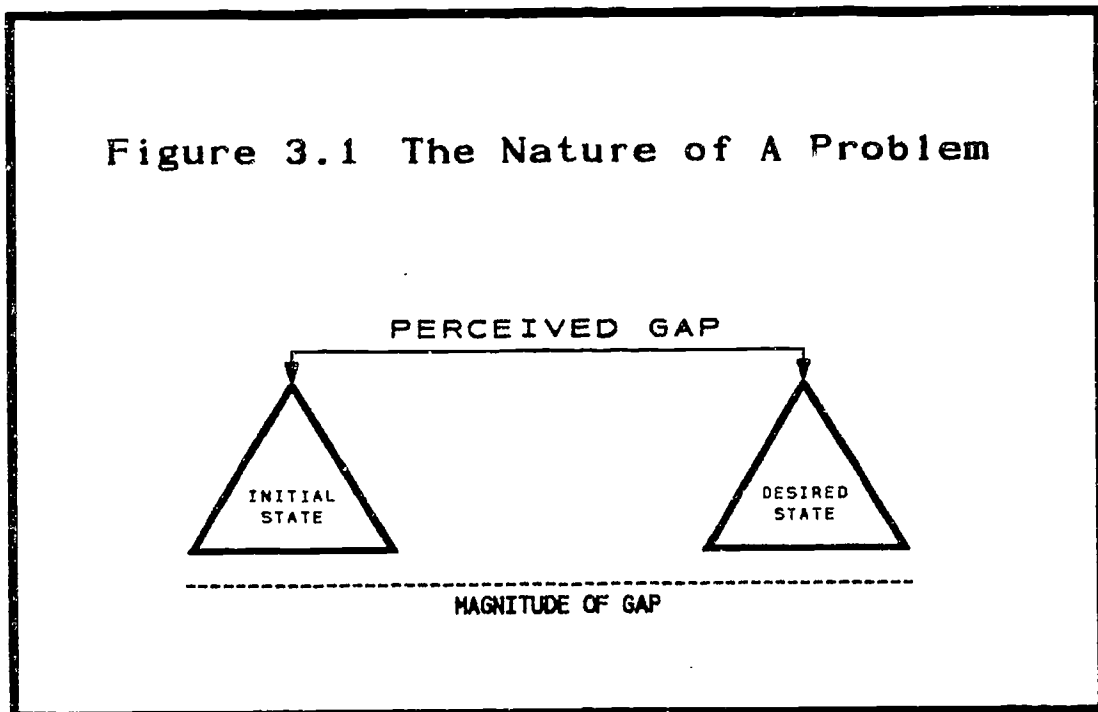 Figure 3.1 The Nature of A Problem
PERCEIVED GAP
INITIAL
STATE
DESIRED
STATE
MAGNITUDE OF GAP